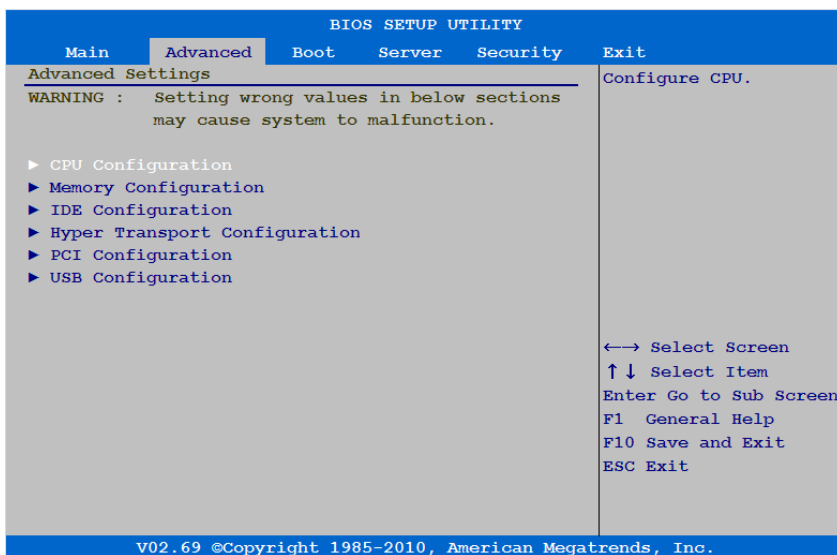 BIOS SETUP UTILITY
Main Advanced Boot Server Security Exit
Advanced Settings
WARNING : Setting wrong values in below sections
may cause system to malfunction.
► CPU Configuration
► Memory Configuration
► IDE Configuration
► Hyper Transport Configuration
► PCI Configuration
► USB Configuration
Configure CPU.
←→ Select Screen
↑↓ Select Item
Enter Go to Sub Screen
F1 General Help
F10 Save and Exit
ESC Exit
V02.69 ©Copyright 1985-2010, American Megatrends, Inc.